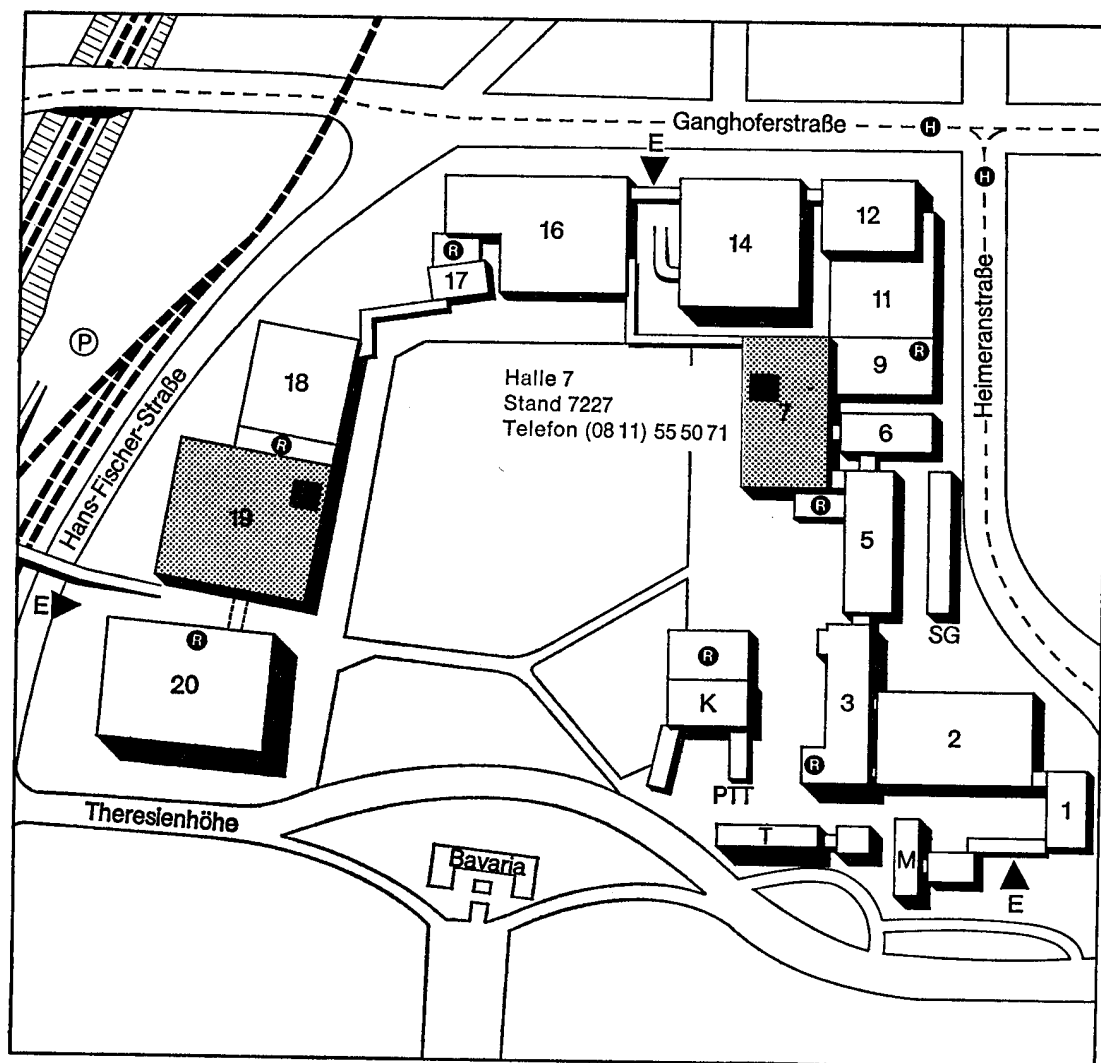 Ganghoferstraße
H
E
H
16
14
12
R
17
11
P
R
9
Heimeranstraße
18
Halle 7
Stand 7227
Telefon (08 11) 55 50 71
7
6
Hans-Fischer-Straße
R
19
R
5
E
R
SG
20
R
K
3
2
R
PTT
1
Theresienhöhe
T
Bavaria
M
E